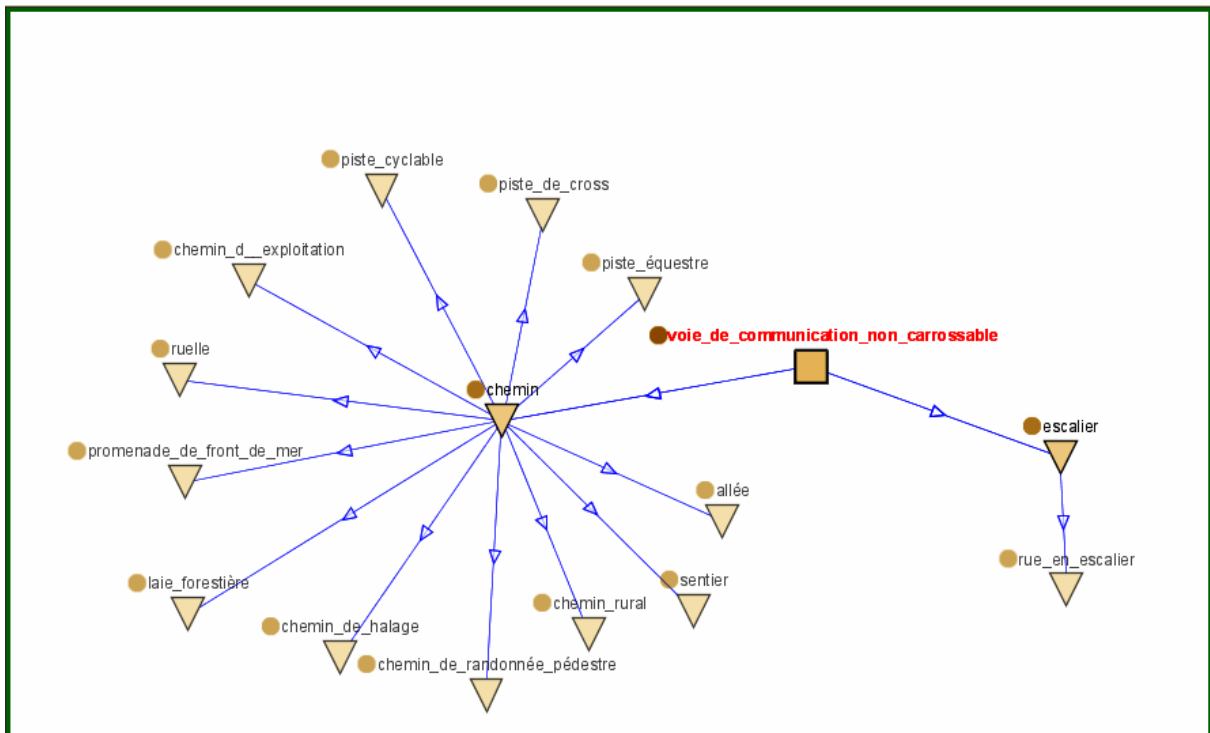 piste_cyclable
piste_de_cross
chemin_d__exploitation
piste_équestre
voie_de_communication_non_carrossable
ruelle
chemin
escalier
promenade_de_front_de_mer
allée
rue_en_escalier
laie_forestière
sentier
chemin_rural
chemin_de_halage
chemin_de_randonnée_pédestre